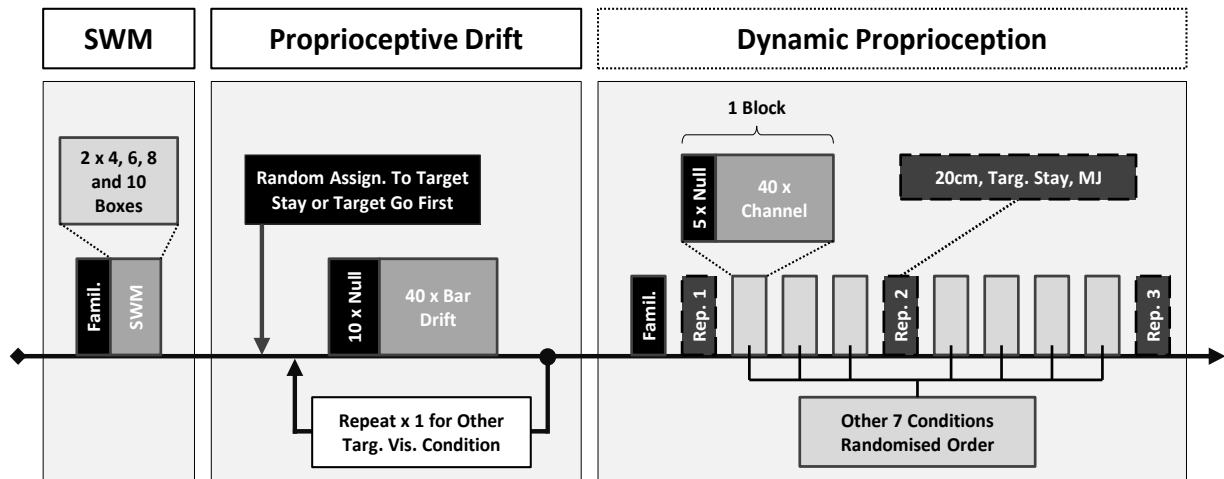 SWM
Proprioceptive Drift
Dynamic Proprioception
2 x 4, 6, 8
and 10
Boxes
Famil.
SWM
Random Assign. To Target
Stay or Target Go First
10 x Null
40 x Bar
Drift
Repeat x 1 for Other
Targ. Vis. Condition
1 Block
5 x Null
40 x
Channel
20cm, Targ. Stay, MJ
Famil.
Rep. 1
Rep. 2
Rep. 3
Other 7 Conditions
Randomised Order